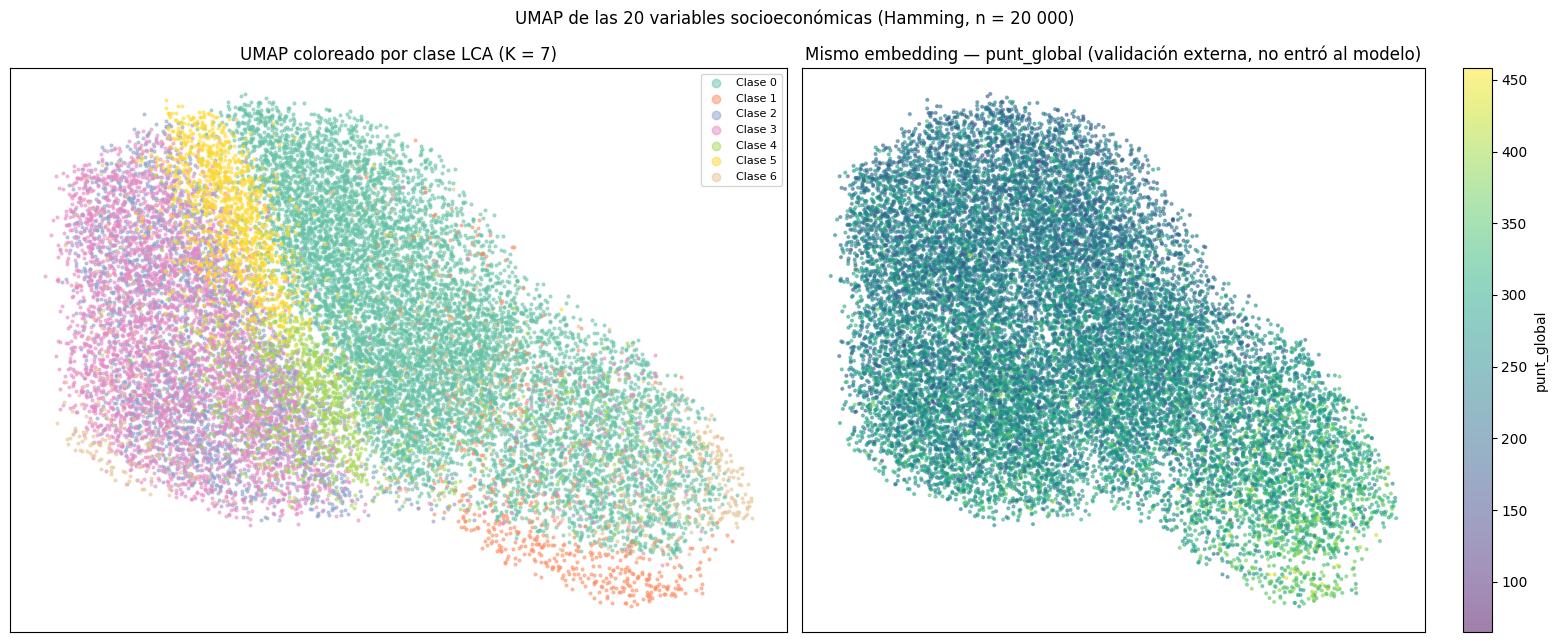 UMAP de las 20 variables socioeconómicas (Hamming, n = 20 000)
UMAP coloreado por clase LCA (K = 7)
Clase 0
Clase 1
Clase 2
Clase 3
Clase 4
Clase 5
Clase 6
Mismo embedding — punt_global (validación externa, no entró al modelo)
450
400
350
300
250
200
150
100
punt_global